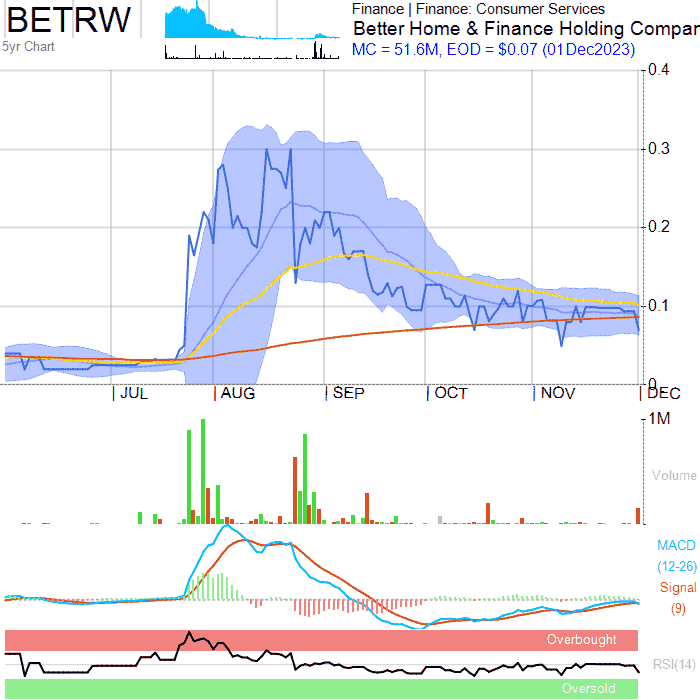 BETRW
5yr Chart
Finance | Finance: Consumer Services
Better Home & Finance Holding Compan
MC = 51.6M, EOD = $0.07 (01Dec2023)
0.4
0.3
0.2
0.1
0
JUL
AUG
SEP
OCT
NOV
DEC
1M
Volume
MACD
(12-26)
Signal
(9)
Overbought
RSI(14)
Oversold